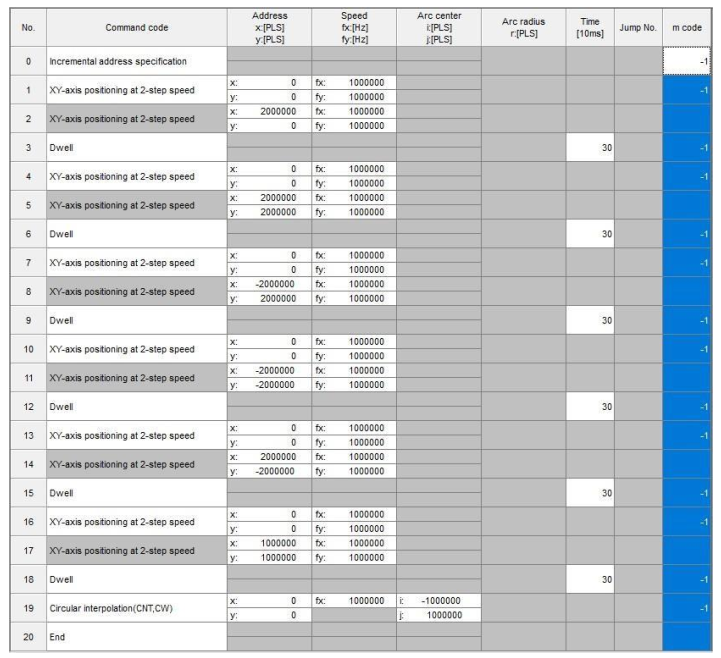 No. Command code Address Speed Arc center Arc radius Time Jump No. m code
x:[PLS] fx:[Hz] i:[PLS] r:[PLS] [10ms]
y:[PLS] fy:[Hz] j:[PLS]
0 Incremental address specification -1
1 XY-axis positioning at 2-step speed x: 0 fx: 1000000 -1
y: 0 fy: 1000000
2 XY-axis positioning at 2-step speed x: 2000000 fx: 1000000
y: 0 fy: 1000000
3 Dwell 30 -1
4 XY-axis positioning at 2-step speed x: 0 fx: 1000000 -1
y: 0 fy: 1000000
5 XY-axis positioning at 2-step speed x: 2000000 fx: 1000000
y: 2000000 fy: 1000000
6 Dwell 30 -1
7 XY-axis positioning at 2-step speed x: 0 fx: 1000000 -1
y: 0 fy: 1000000
8 XY-axis positioning at 2-step speed x: -2000000 fx: 1000000
y: 2000000 fy: 1000000
9 Dwell 30 -1
10 XY-axis positioning at 2-step speed x: 0 fx: 1000000 -1
y: 0 fy: 1000000
11 XY-axis positioning at 2-step speed x: -2000000 fx: 1000000
y: -2000000 fy: 1000000
12 Dwell 30 -1
13 XY-axis positioning at 2-step speed x: 0 fx: 1000000 -1
y: 0 fy: 1000000
14 XY-axis positioning at 2-step speed x: 2000000 fx: 1000000
y: -2000000 fy: 1000000
15 Dwell 30 -1
16 XY-axis positioning at 2-step speed x: 0 fx: 1000000 -1
y: 0 fy: 1000000
17 XY-axis positioning at 2-step speed x: 1000000 fx: 1000000
y: 1000000 fy: 1000000
18 Dwell 30 -1
19 Circular interpolation(CNT,CW) x: 0 fx: 1000000 i: -1000000 -1
y: 0 j: 1000000
20 End